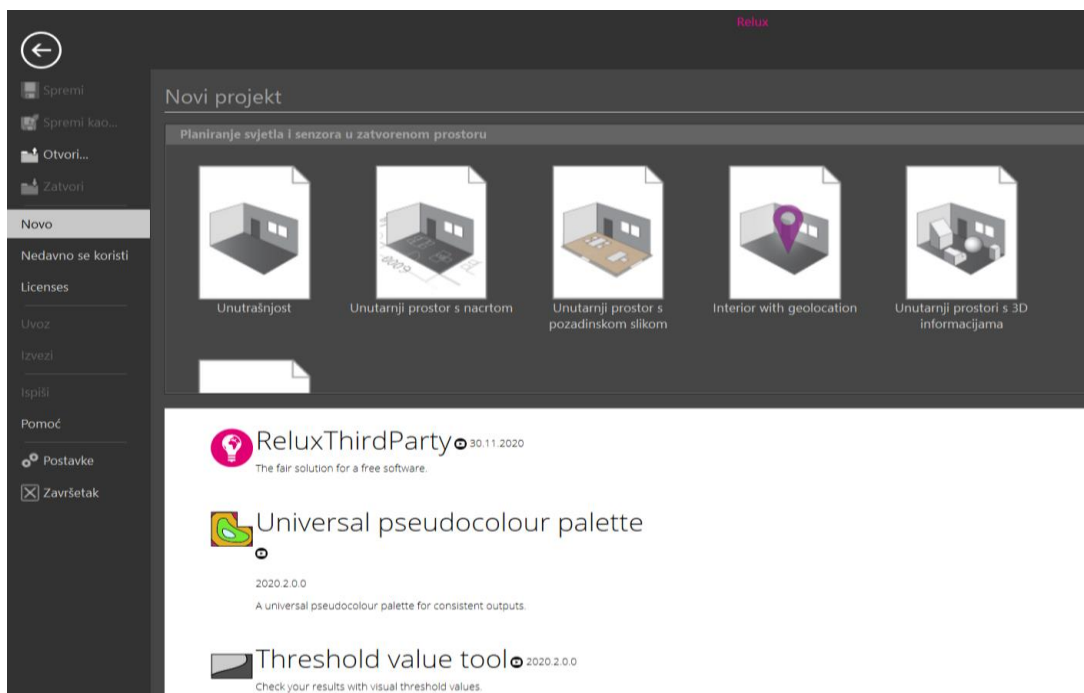 Relux
Spremi
Spremi kao...
Otvori...
Zatvori
Novo
Nedavno se koristi
Licenses
Uvoz
Izvezi
Ispiši
Pomoć
Postavke
Završetak
Novi projekt
Planiranje svjetla i senzora u zatvorenom prostoru
Unutrašnjost
Unutarnji prostor s nacrtom
Unutarnji prostor s
pozadinskom slikom
Interior with geolocation
Unutarnji prostori s 3D
informacijama
ReluxThirdParty 30.11.2020
The fair solution for a free software.
Universal pseudocolour palette
2020.2.0.0
A universal pseudocolour palette for consistent outputs.
Threshold value tool 2020.2.0.0
Check your results with visual threshold values.